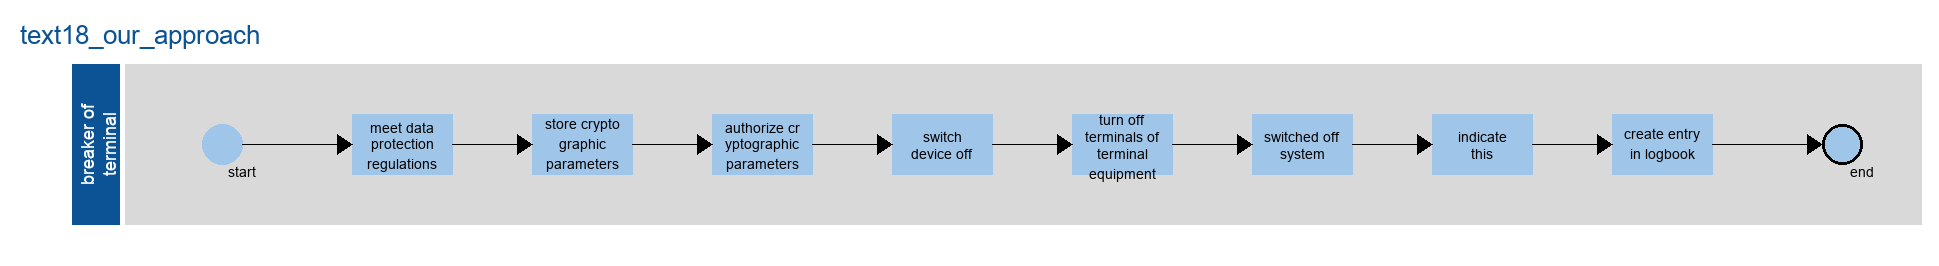 text18_our_approach
breaker of
terminal
start
meet data
protection
regulations
store crypto
graphic
parameters
authorize cr
yptographic
parameters
switch
device off
turn off
terminals of
terminal
equipment
switched off
system
indicate
this
create entry
in logbook
end